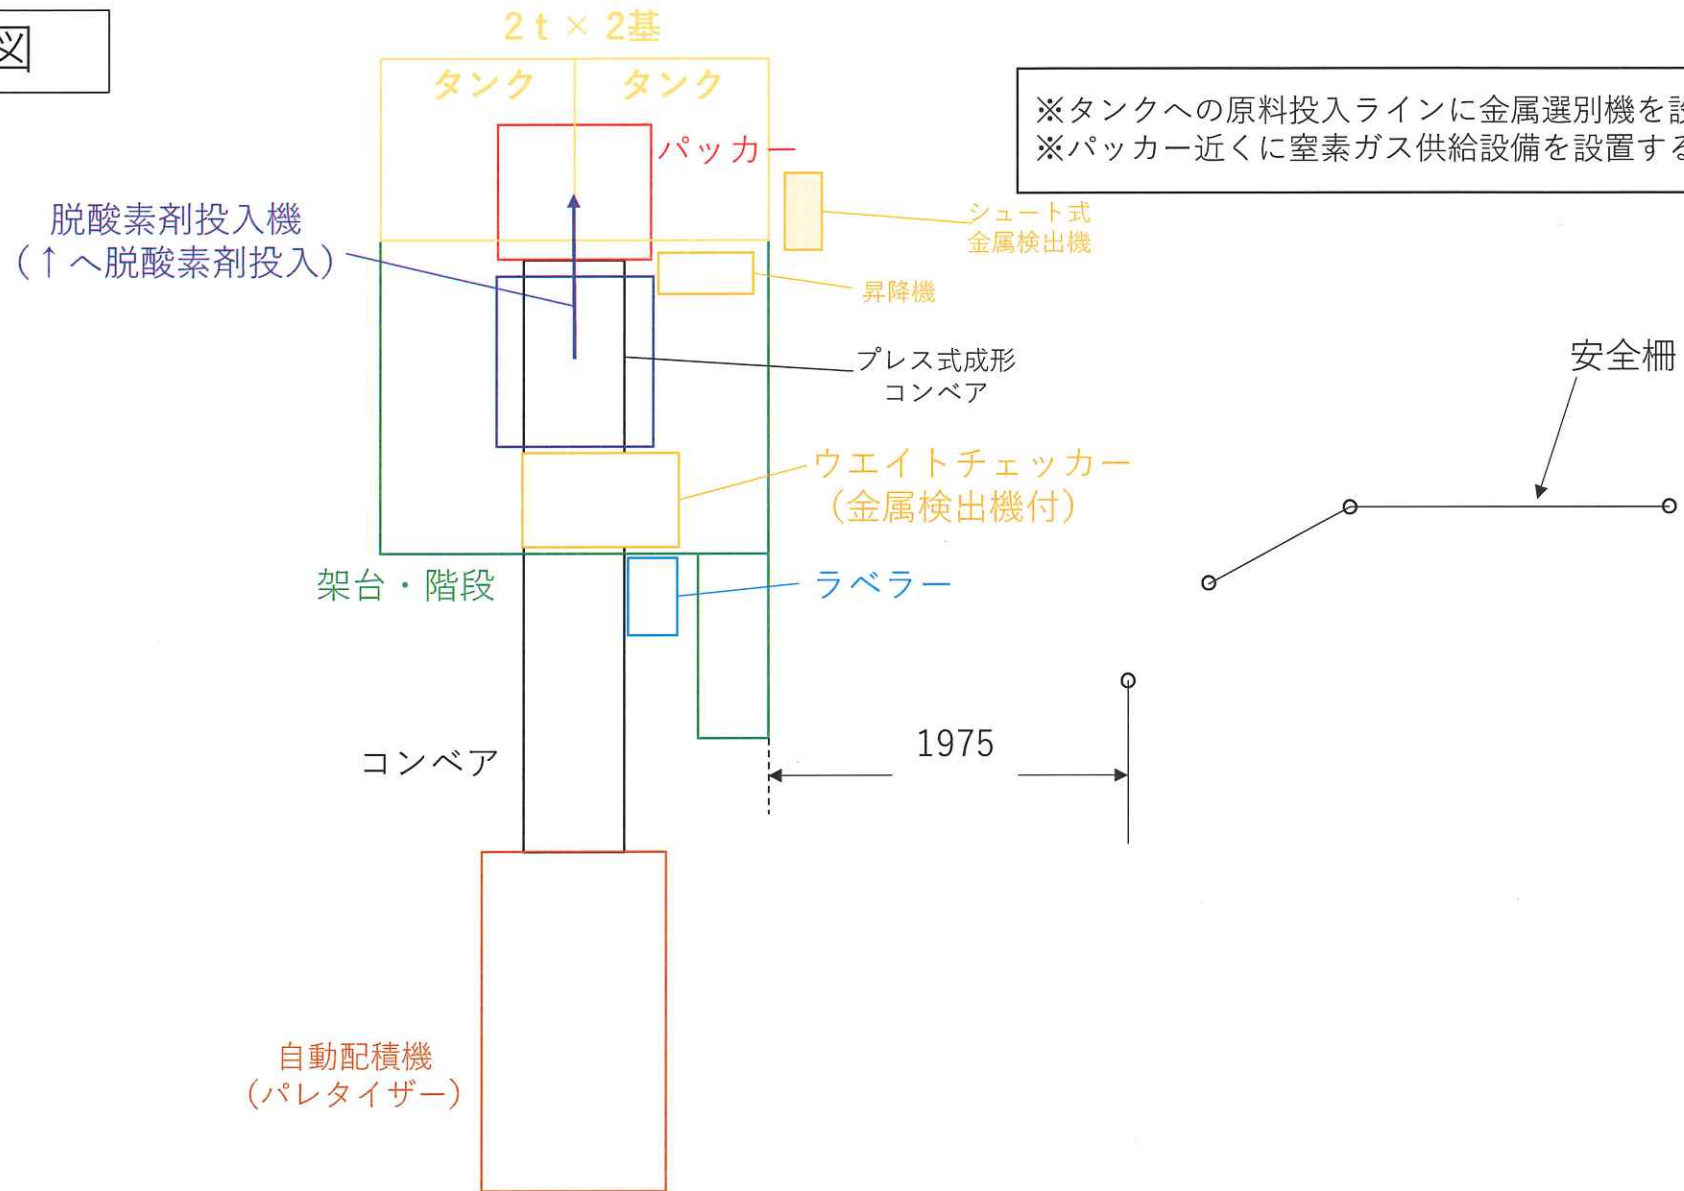 図
2 t × 2基
タンク
タンク
※タンクへの原料投入ラインに金属選別機を設
※パッカー近くに窒素ガス供給設備を設置する
パッカー
脱酸素剤投入機
(↑へ脱酸素剤投入)
シュート式
金属検出機
昇降機
プレス式成形
コンベア
安全柵
ウエイトチェッカー
(金属検出機付)
架台・階段
ラベラー
コンベア
1975
自動配積機
(パレタイザー)